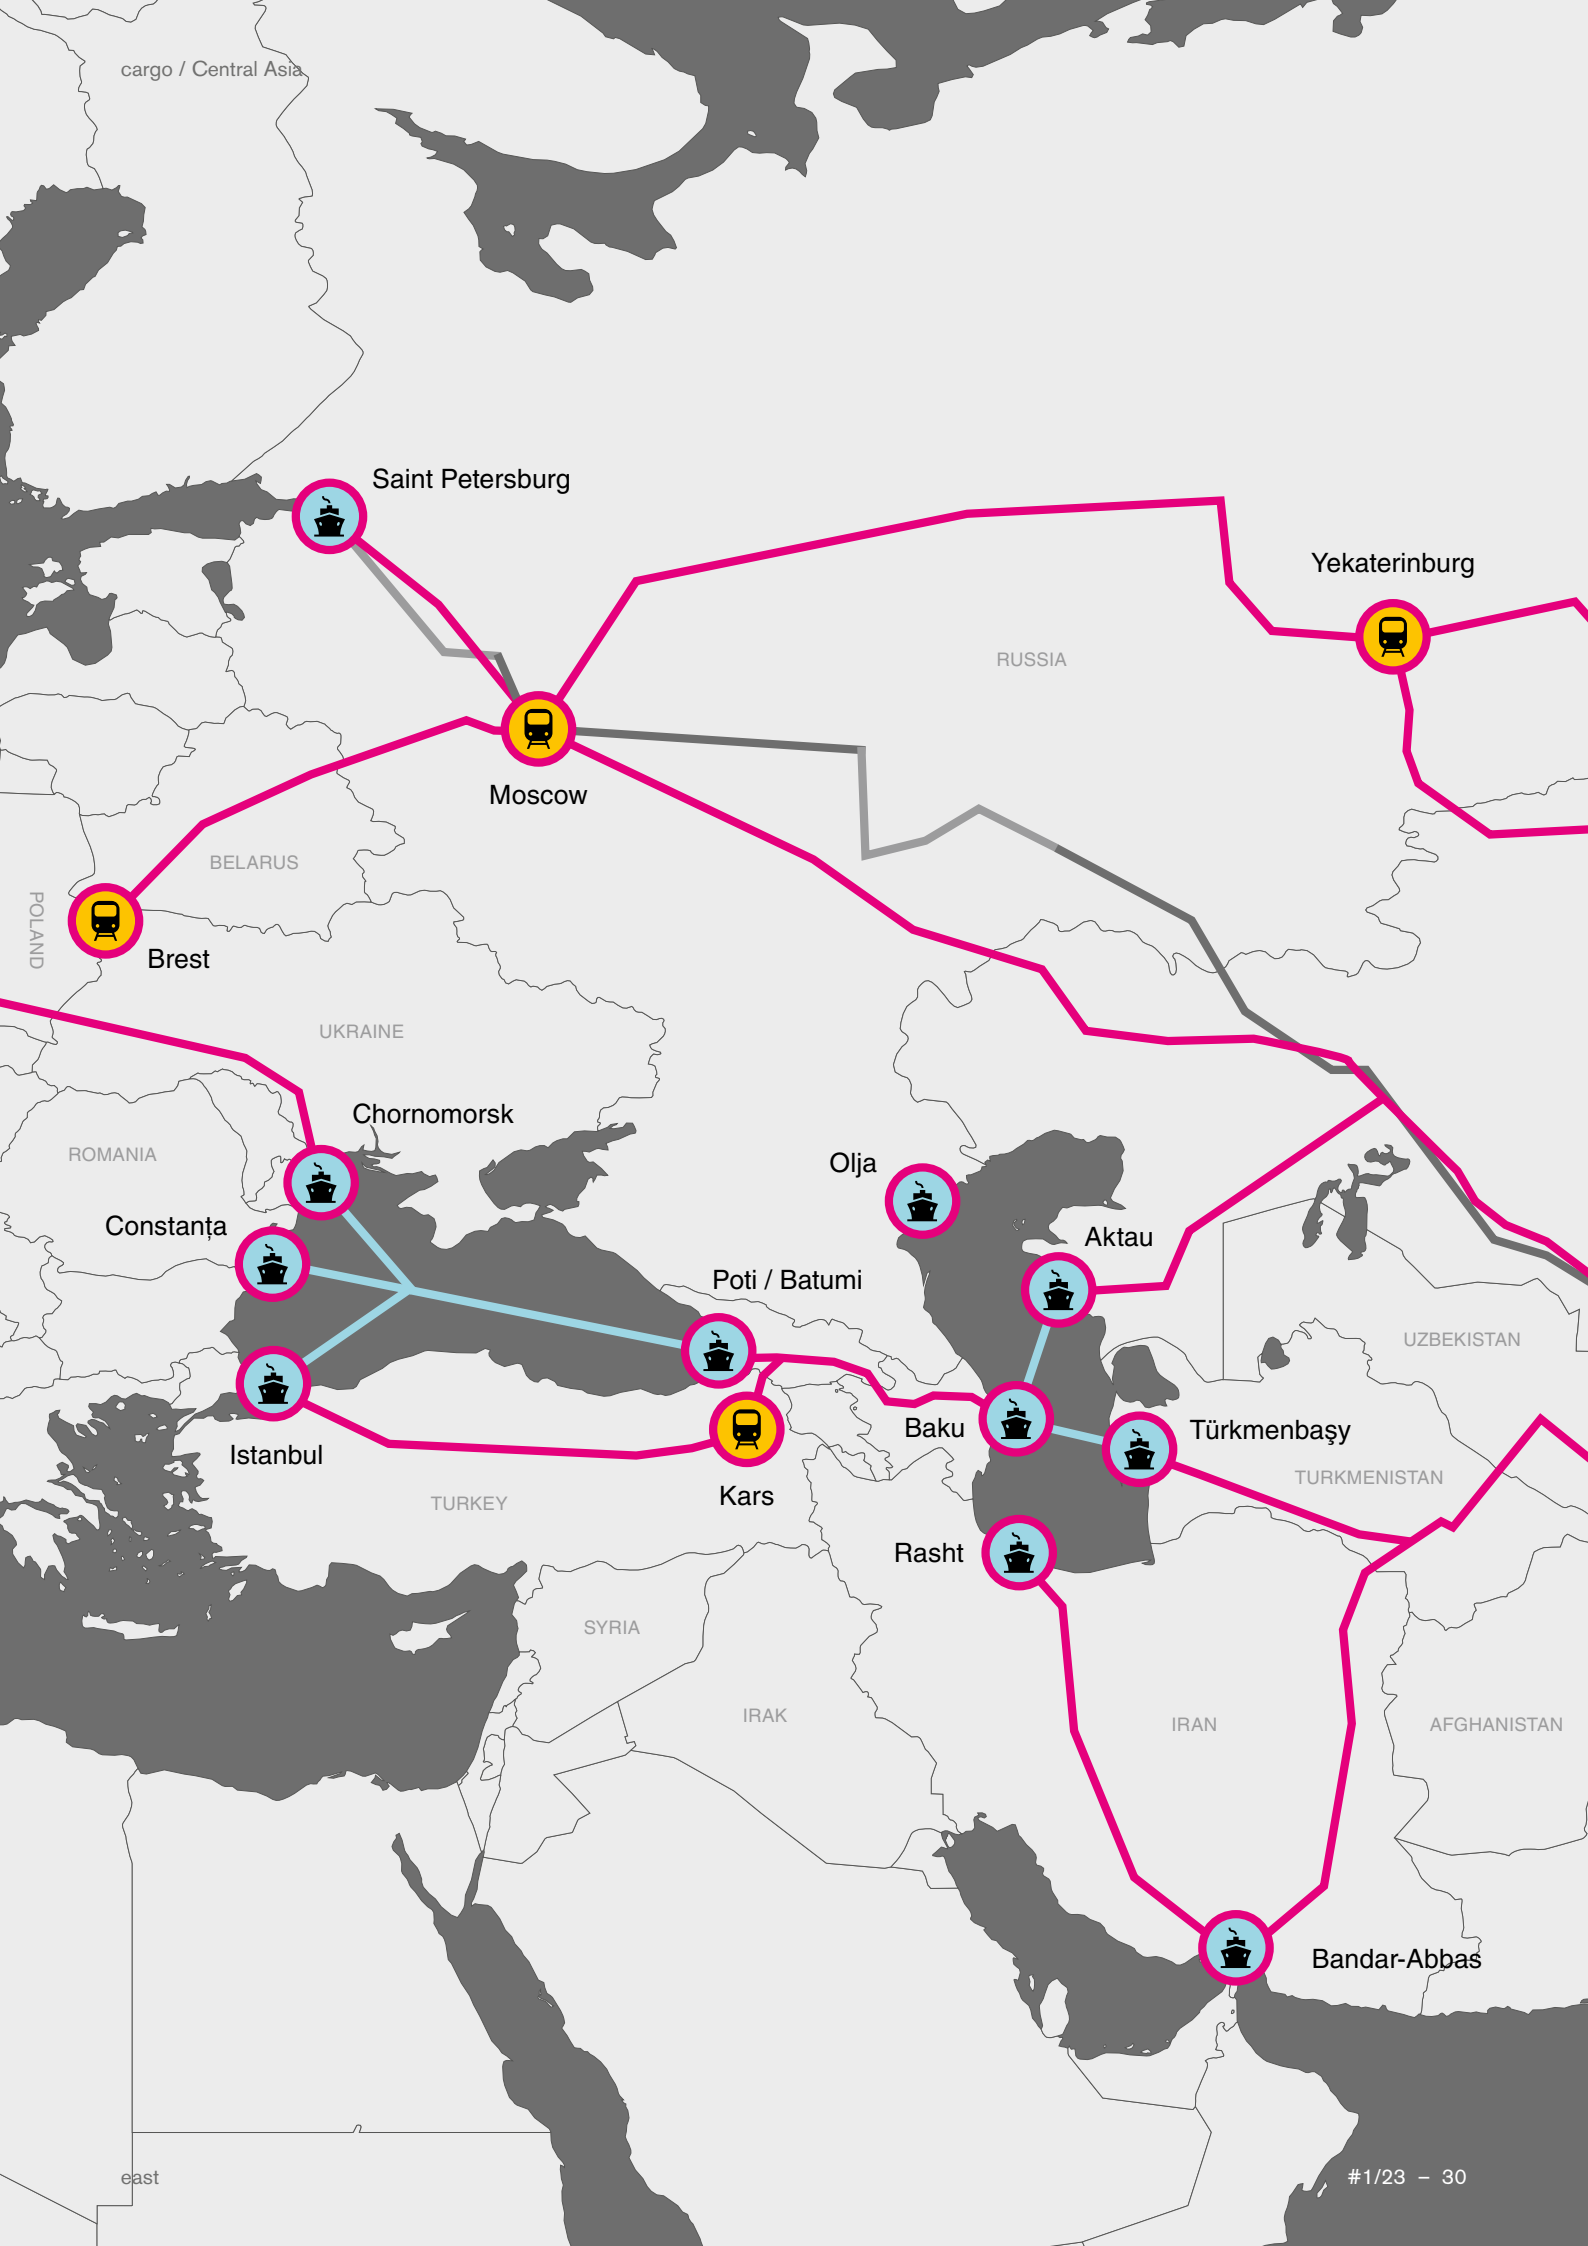 cargo / Central Asia
Saint Petersburg
Yekaterinburg
RUSSIA
Moscow
BELARUS
POLAND
Brest
UKRAINE
Chornomorsk
ROMANIA
Olja
Constanța
Aktau
Poti / Batumi
UZBEKISTAN
Baku
Türkmenbaşy
Istanbul
TURKMENISTAN
Kars
TURKEY
Rasht
SYRIA
IRAK
IRAN
AFGHANISTAN
Bandar-Abbas
east
#1/23 – 30